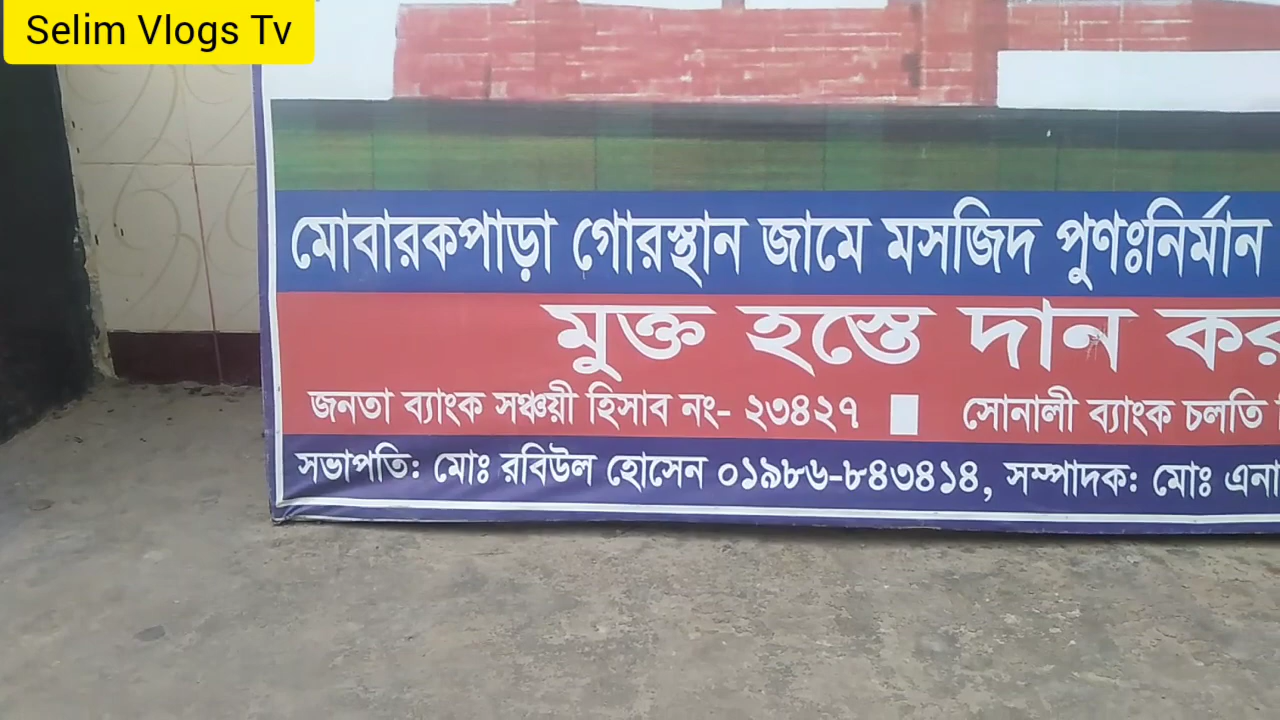 Selim Vlogs Tv
মোবারকপাড়া গোরস্থান জামে মসজিদ পুণঃনির্মান
মুক্ত হস্তে দান কর
জনতা ব্যাংক সঞ্চয়ী হিসাব নং- ২৩৪২৭ সোনালী ব্যাংক চলতি
সভাপতি: মোঃ রবিউল হোসেন ০১৯৮৬-৮৪৩৪১৪, সম্পাদক: মোঃ এনা